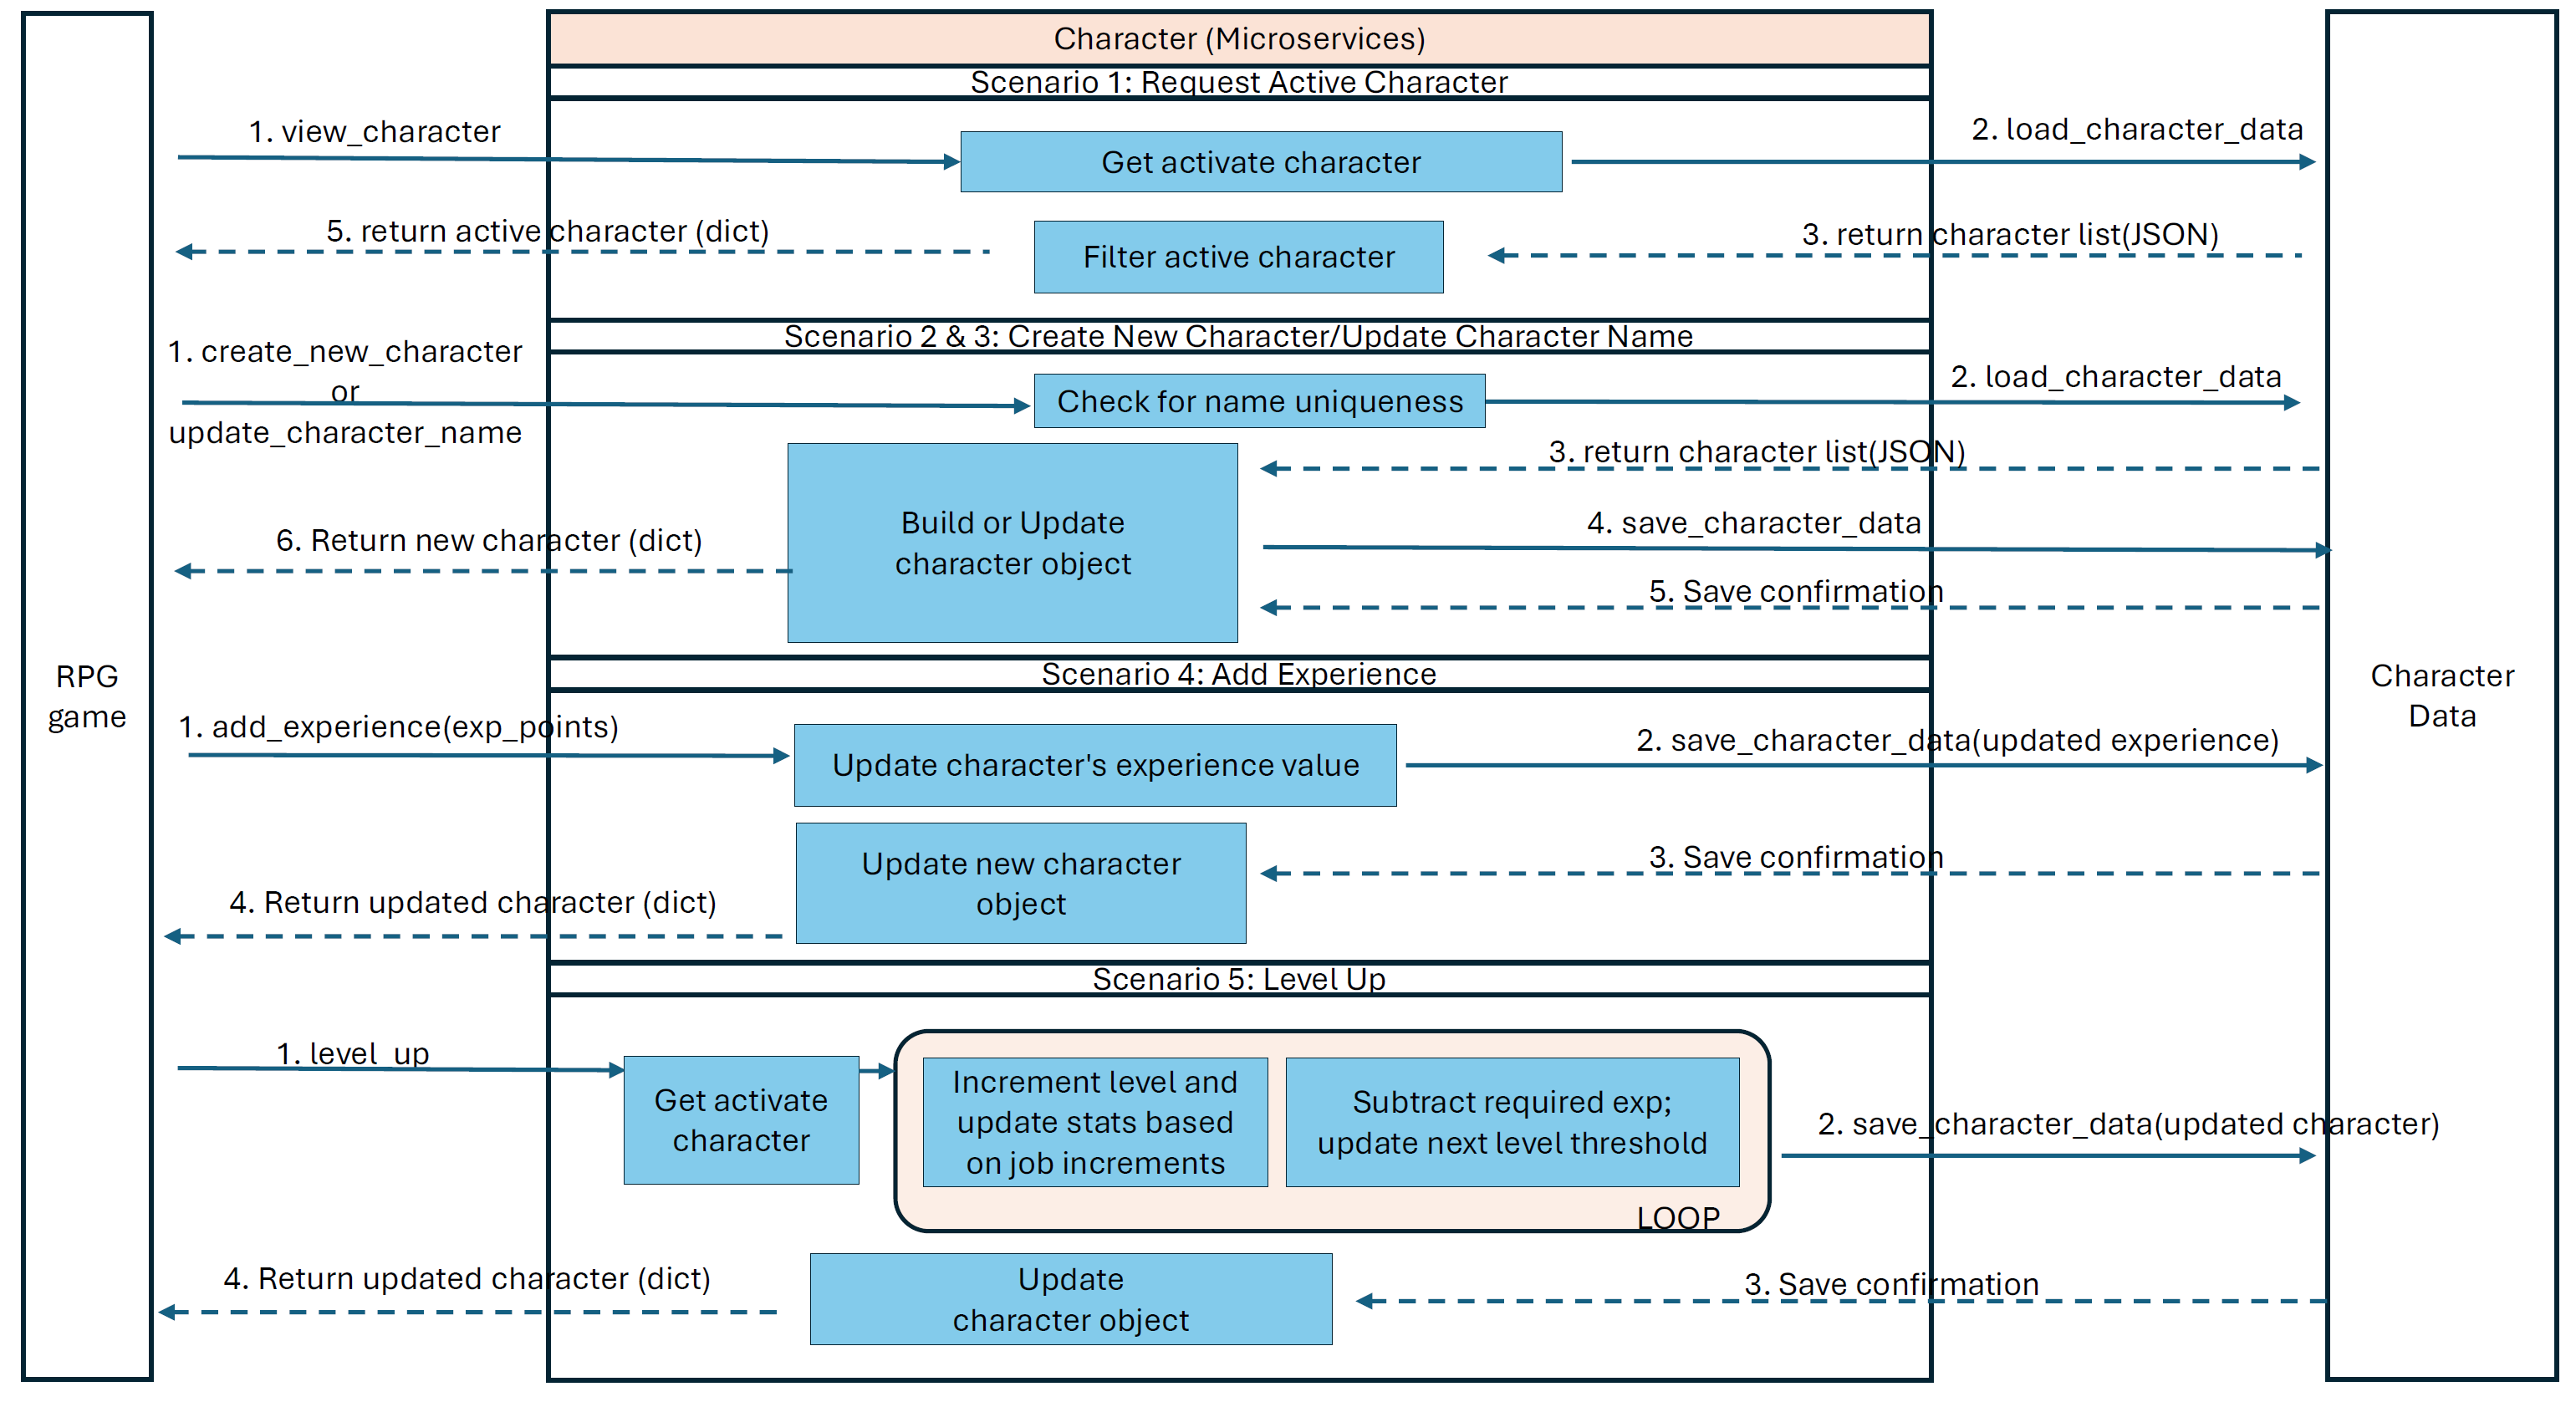 Character (Microservices)
Scenario 1: Request Active Character
1. view_character
Get activate character
2. load_character_data
5. return active character (dict)
Filter active character
3. return character list(JSON)
Scenario 2 & 3: Create New Character/Update Character Name
1. create_new_character
or
update_character_name
Check for name uniqueness
2. load_character_data
3. return character list(JSON)
Build or Update
character object
4. save_character_data
6. Return new character (dict)
5. Save confirmation
RPG
game
Character
Data
Scenario 4: Add Experience
1. add_experience(exp_points)
Update character's experience value
2. save_character_data(updated experience)
Update new character
object
3. Save confirmation
4. Return updated character (dict)
Scenario 5: Level Up
1. level_up
Get activate
character
Increment level and
update stats based
on job increments
Subtract required exp;
update next level threshold
LOOP
2. save_character_data(updated character)
4. Return updated character (dict)
Update
character object
3. Save confirmation